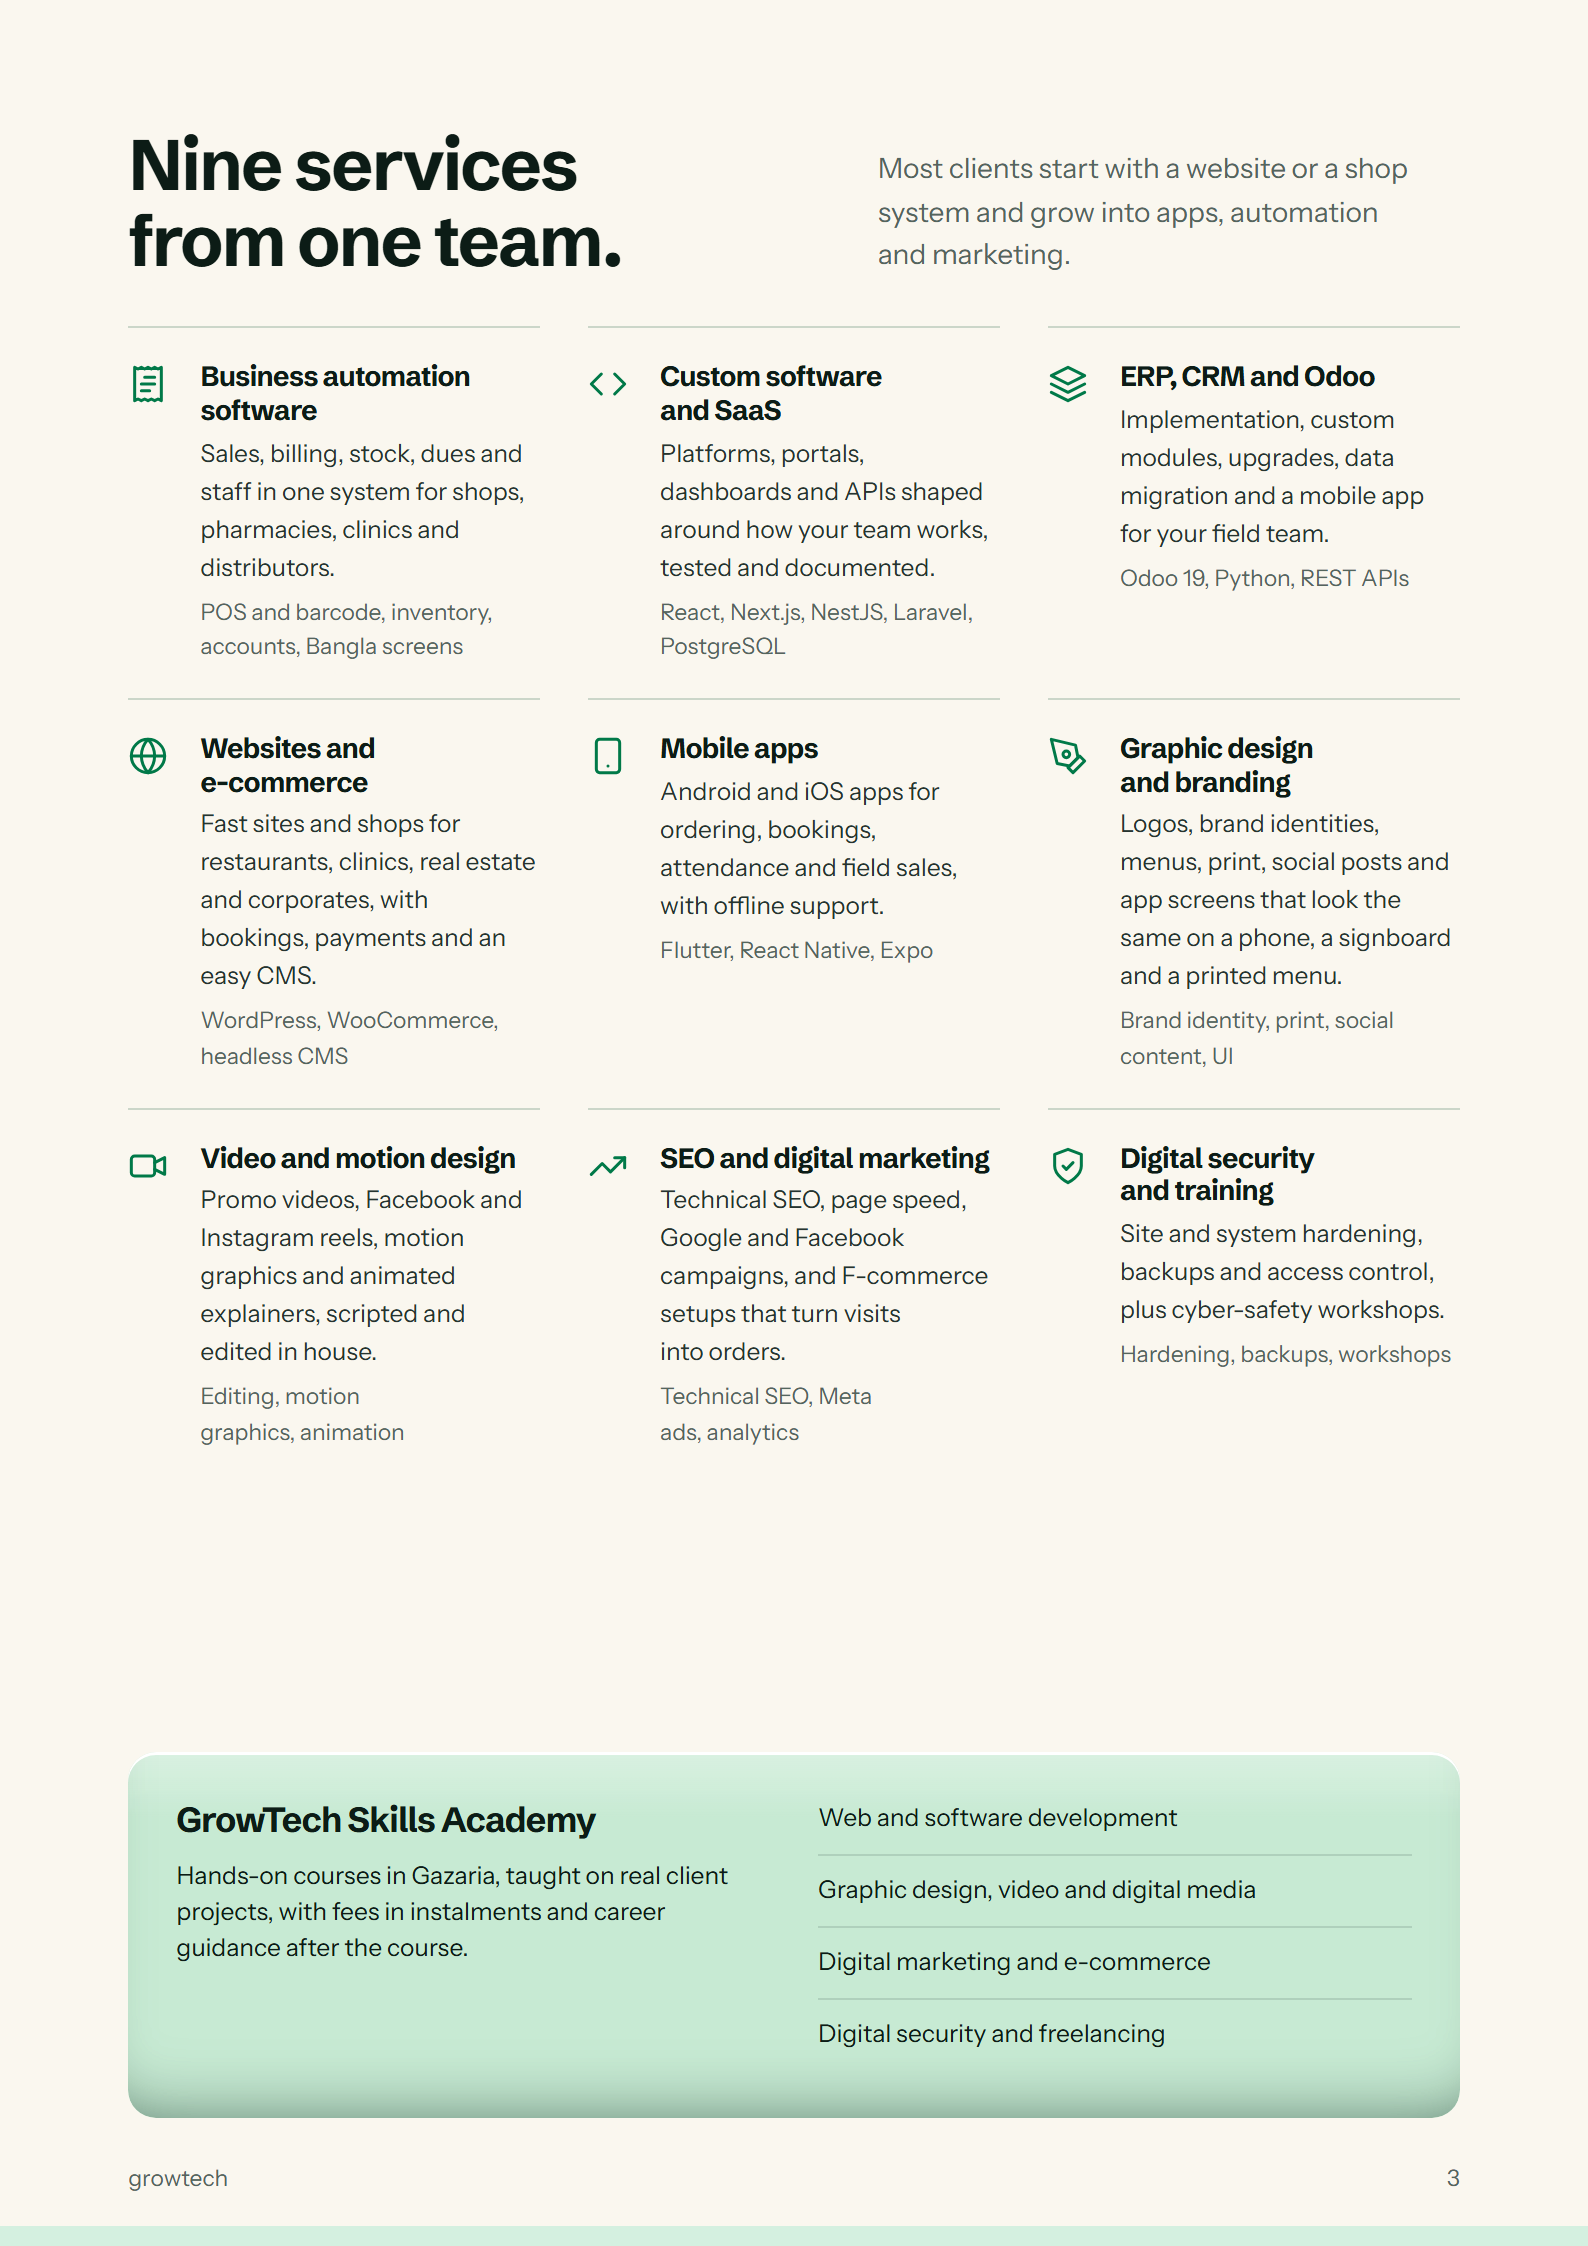 Nine services
from one team.
Most clients start with a website or a shop
system and grow into apps, automation
and marketing.
Business automation
software
Sales, billing, stock, dues and
staff in one system for shops,
pharmacies, clinics and
distributors.
POS and barcode, inventory,
accounts, Bangla screens
Custom software
and SaaS
Platforms, portals,
dashboards and APIs shaped
around how your team works,
tested and documented.
React, Next.js, NestJS, Laravel,
PostgreSQL
ERP, CRM and Odoo
Implementation, custom
modules, upgrades, data
migration and a mobile app
for your field team.
Odoo 19, Python, REST APIs
Websites and
e-commerce
Fast sites and shops for
restaurants, clinics, real estate
and corporates, with
bookings, payments and an
easy CMS.
WordPress, WooCommerce,
headless CMS
Mobile apps
Android and iOS apps for
ordering, bookings,
attendance and field sales,
with offline support.
Flutter, React Native, Expo
Graphic design
and branding
Logos, brand identities,
menus, print, social posts and
app screens that look the
same on a phone, a signboard
and a printed menu.
Brand identity, print, social
content, UI
Video and motion design
Promo videos, Facebook and
Instagram reels, motion
graphics and animated
explainers, scripted and
edited in house.
Editing, motion
graphics, animation
SEO and digital marketing
Technical SEO, page speed,
Google and Facebook
campaigns, and F-commerce
setups that turn visits
into orders.
Technical SEO, Meta
ads, analytics
Digital security
and training
Site and system hardening,
backups and access control,
plus cyber-safety workshops.
Hardening, backups, workshops
GrowTech Skills Academy
Hands-on courses in Gazaria, taught on real client
projects, with fees in instalments and career
guidance after the course.
Web and software development
Graphic design, video and digital media
Digital marketing and e-commerce
Digital security and freelancing
growtech
3